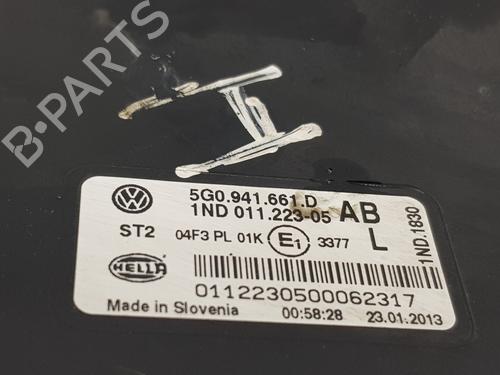 B-PARTS
5G0.941.661.D
1ND 011.223-05 AB
ST2 04F3 PL 01K E1 3377 L
1ND.1830
HELLA
0112230500062317
Made in Slovenia 00:58:28 23.01.2013